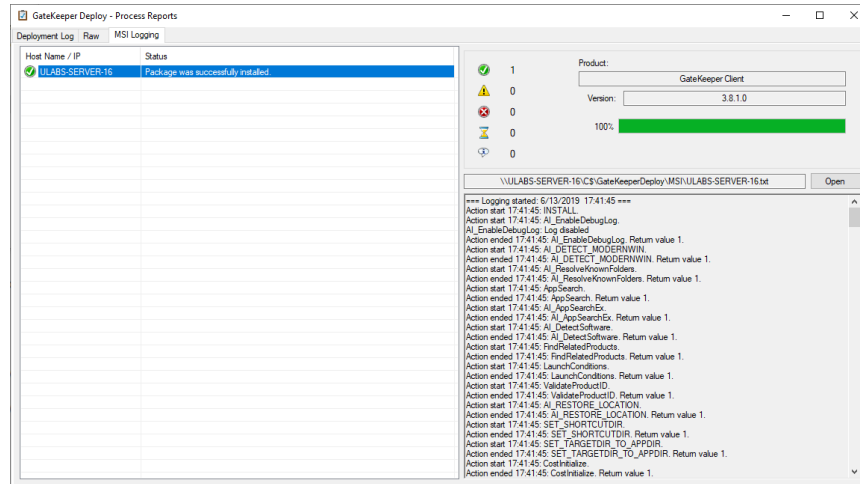 GateKeeper Deploy - Process Reports
Deployment Log Raw MSI Logging
Host Name / IP Status
ULABS-SERVER-16 Package was successfully installed.
1
0
0
0
0
Product:
GateKeeper Client
Version: 3.8.1.0
100%
\\ULABS-SERVER-16\C$\GateKeeperDeploy\MSI\ULABS-SERVER-16.txt Open
=== Logging started: 6/13/2019 17:41:45 ===
Action start 17:41:45: INSTALL.
Action start 17:41:45: AI_EnableDebugLog.
AI_EnableDebugLog: Log disabled
Action ended 17:41:45: AI_EnableDebugLog. Return value 1.
Action start 17:41:45: AI_DETECT_MODERNWIN.
Action ended 17:41:45: AI_DETECT_MODERNWIN. Return value 1.
Action start 17:41:45: AI_ResolveKnownFolders.
Action ended 17:41:45: AI_ResolveKnownFolders. Return value 1.
Action start 17:41:45: AppSearch.
Action ended 17:41:45: AppSearch. Return value 1.
Action start 17:41:45: AI_AppSearchEx.
Action ended 17:41:45: AI_AppSearchEx. Return value 1.
Action start 17:41:45: AI_DetectSoftware.
Action ended 17:41:45: AI_DetectSoftware. Return value 1.
Action start 17:41:45: FindRelatedProducts.
Action ended 17:41:45: FindRelatedProducts. Return value 1.
Action start 17:41:45: LaunchConditions.
Action ended 17:41:45: LaunchConditions. Return value 1.
Action start 17:41:45: ValidateProductID.
Action ended 17:41:45: ValidateProductID. Return value 1.
Action start 17:41:45: AI_RESTORE_LOCATION.
Action ended 17:41:45: AI_RESTORE_LOCATION. Return value 1.
Action start 17:41:45: SET_SHORTCUTDIR.
Action ended 17:41:45: SET_SHORTCUTDIR. Return value 1.
Action start 17:41:45: SET_TARGETDIR_TO_APPDIR.
Action ended 17:41:45: SET_TARGETDIR_TO_APPDIR. Return value 1.
Action start 17:41:45: CostInitialize.
Action ended 17:41:45: CostInitialize. Return value 1.